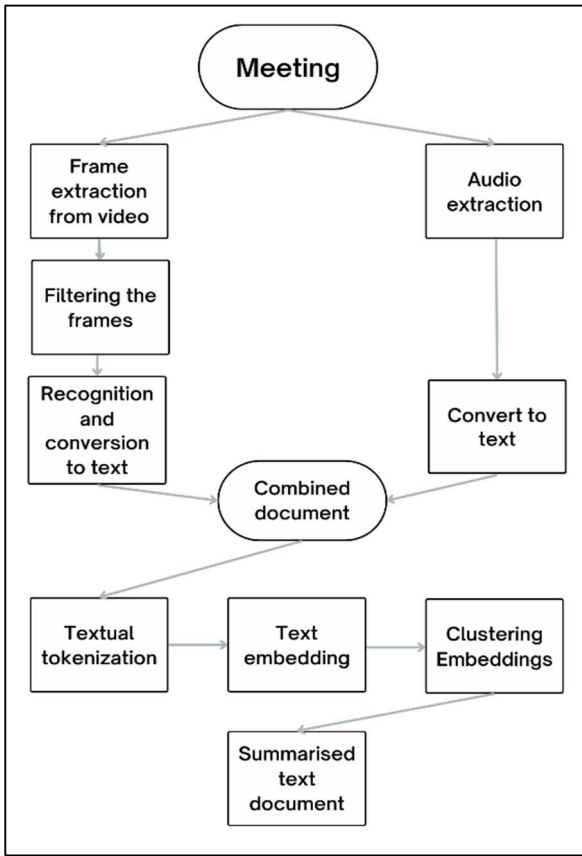 Meeting
Frame
extraction
from video
Audio
extraction
Filtering the
frames
Recognition
and
conversion
to text
Convert to
text
Combined
document
Textual
tokenization
Text
embedding
Clustering
Embeddings
Summarised
text
document